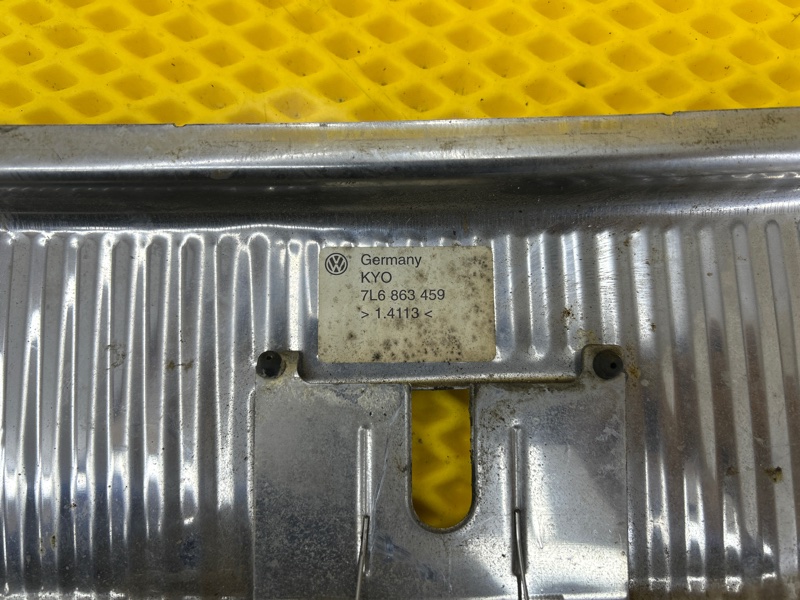 Germany
KYO
7L6 863 459
> 1.4113 <